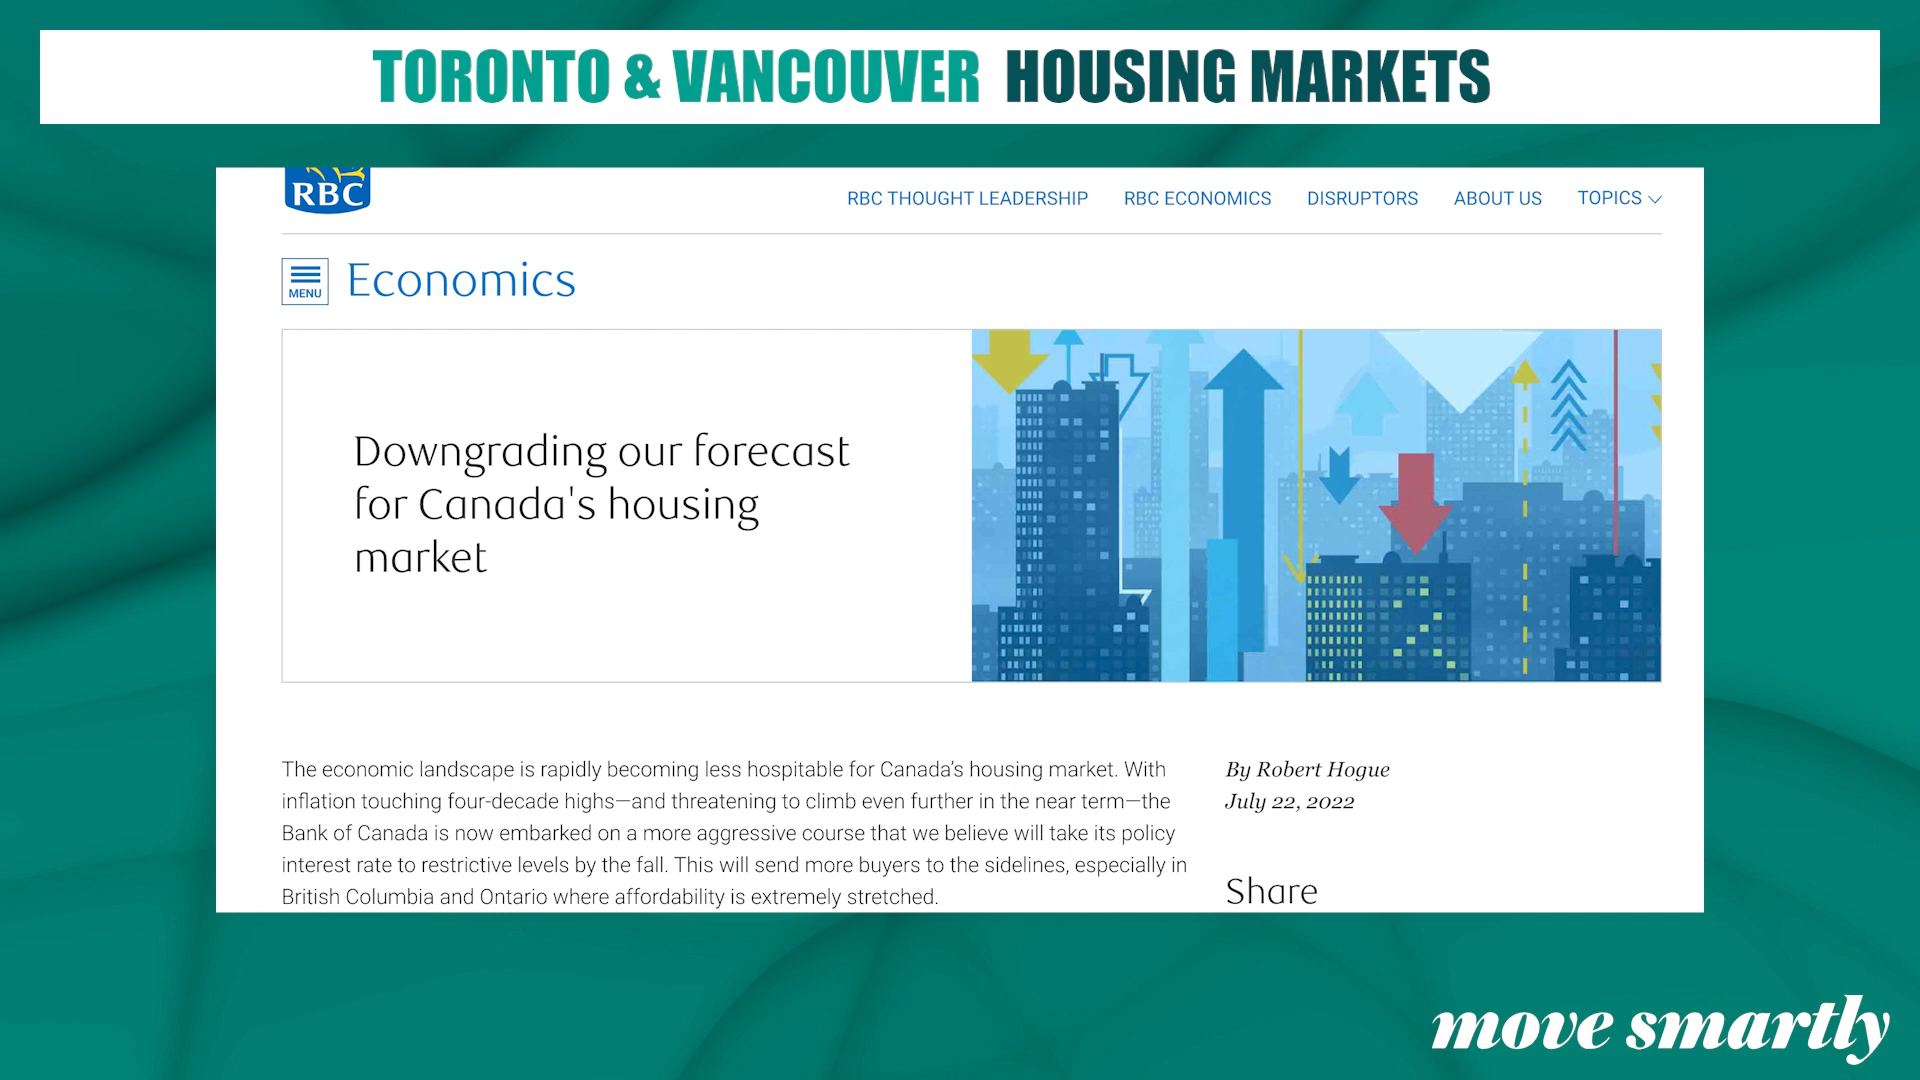 TORONTO & VANCOUVER HOUSING MARKETS
RBC
RBC THOUGHT LEADERSHIP RBC ECONOMICS DISRUPTORS ABOUT US TOPICS
MENU
Economics
Downgrading our forecast
for Canada's housing
market
The economic landscape is rapidly becoming less hospitable for Canada’s housing market. With
inflation touching four-decade highs—and threatening to climb even further in the near term—the
Bank of Canada is now embarked on a more aggressive course that we believe will take its policy
interest rate to restrictive levels by the fall. This will send more buyers to the sidelines, especially in
British Columbia and Ontario where affordability is extremely stretched.
By Robert Hogue
July 22, 2022
Share
move smartly